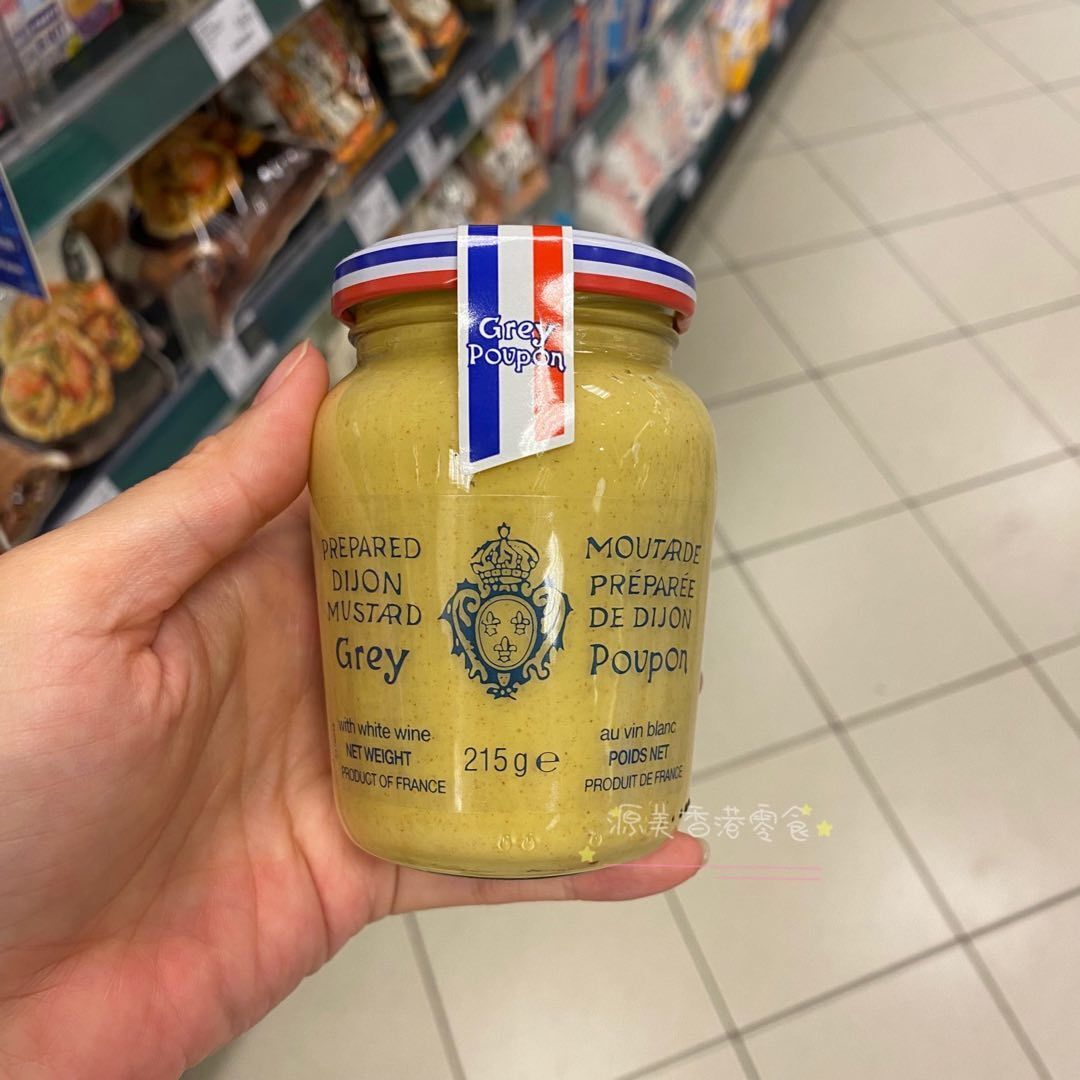 Grey
Poupon
PREPARED
DIJON
MUSTARD
Grey
MOUTARDE
PRÉPARÉE
DE DIJON
Poupon
with white wine
NET WEIGHT
PRODUCT OF FRANCE
215 g e
au vin blanc
POIDS NET
PRODUIT DE FRANCE
源美香港零食